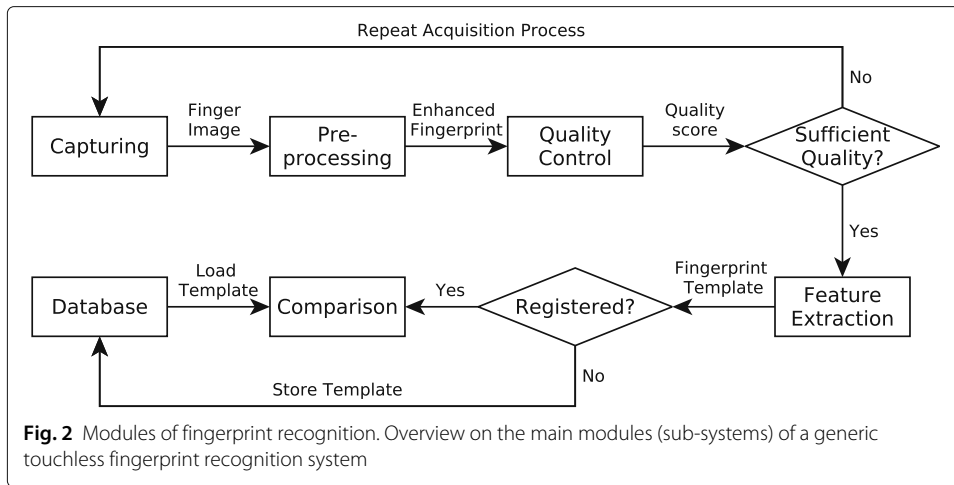 Repeat Acquisition Process
No
Capturing
Finger
Image
Pre-
processing
Enhanced
Fingerprint
Quality
Control
Quality
score
Sufficient
Quality?
Yes
Database
Load
Template
Comparison
Yes
Registered?
Fingerprint
Template
Feature
Extraction
No
Store Template
Fig. 2 Modules of fingerprint recognition. Overview on the main modules (sub-systems) of a generic
touchless fingerprint recognition system